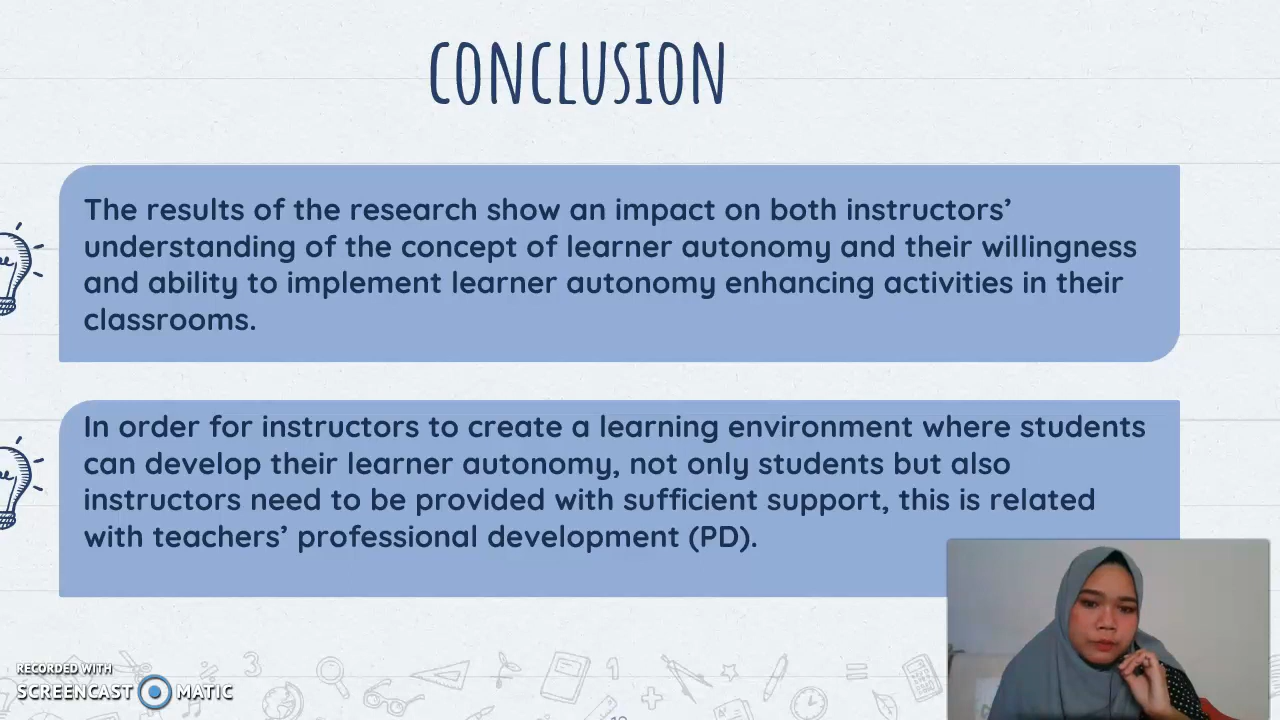 CONCLUSION
The results of the research show an impact on both instructors’
understanding of the concept of learner autonomy and their willingness
and ability to implement learner autonomy enhancing activities in their
classrooms.
In order for instructors to create a learning environment where students
can develop their learner autonomy, not only students but also
instructors need to be provided with sufficient support, this is related
with teachers’ professional development (PD).
RECORDED WITH
SCREENCAST MATIC
3
1